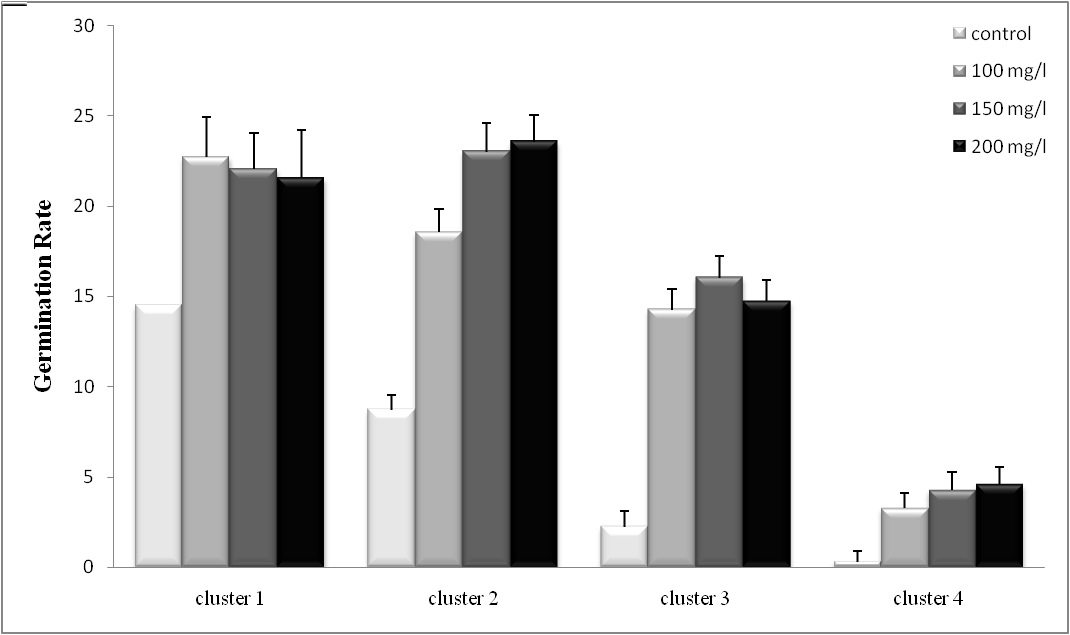 30
25
20
15
10
5
0
Germination Rate
control
100 mg/l
150 mg/l
200 mg/l
cluster 1
cluster 2
cluster 3
cluster 4